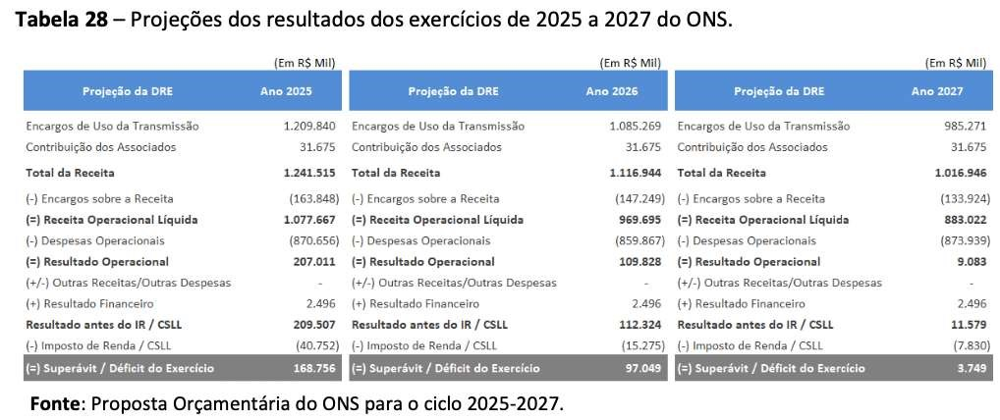 Tabela 28 – Projeções dos resultados dos exercícios de 2025 a 2027 do ONS.
(Em R$ Mil) (Em R$ Mil) (Em R$ Mil)
Projeção da DRE Ano 2025 Projeção da DRE Ano 2026 Projeção da DRE Ano 2027
Encargos de Uso da Transmissão 1.209.840 Encargos de Uso da Transmissão 1.085.269 Encargos de Uso da Transmissão 985.271
Contribuição dos Associados 31.675 Contribuição dos Associados 31.675 Contribuição dos Associados 31.675
Total da Receita 1.241.515 Total da Receita 1.116.944 Total da Receita 1.016.946
(-) Encargos sobre a Receita (163.848) (-) Encargos sobre a Receita (147.249) (-) Encargos sobre a Receita (133.924)
(=) Receita Operacional Líquida 1.077.667 (=) Receita Operacional Líquida 969.695 (=) Receita Operacional Líquida 883.022
(-) Despesas Operacionais (870.656) (-) Despesas Operacionais (859.867) (-) Despesas Operacionais (873.939)
(=) Resultado Operacional 207.011 (=) Resultado Operacional 109.828 (=) Resultado Operacional 9.083
(+/-) Outras Receitas/Outras Despesas - (+/-) Outras Receitas/Outras Despesas - (+/-) Outras Receitas/Outras Despesas -
(+) Resultado Financeiro 2.496 (+) Resultado Financeiro 2.496 (+) Resultado Financeiro 2.496
Resultado antes do IR / CSLL 209.507 Resultado antes do IR / CSLL 112.324 Resultado antes do IR / CSLL 11.579
(-) Imposto de Renda / CSLL (40.752) (-) Imposto de Renda / CSLL (15.275) (-) Imposto de Renda / CSLL (7.830)
(=) Superávit / Déficit do Exercício 168.756 (=) Superávit / Déficit do Exercício 97.049 (=) Superávit / Déficit do Exercício 3.749
Fonte: Proposta Orçamentária do ONS para o ciclo 2025-2027.